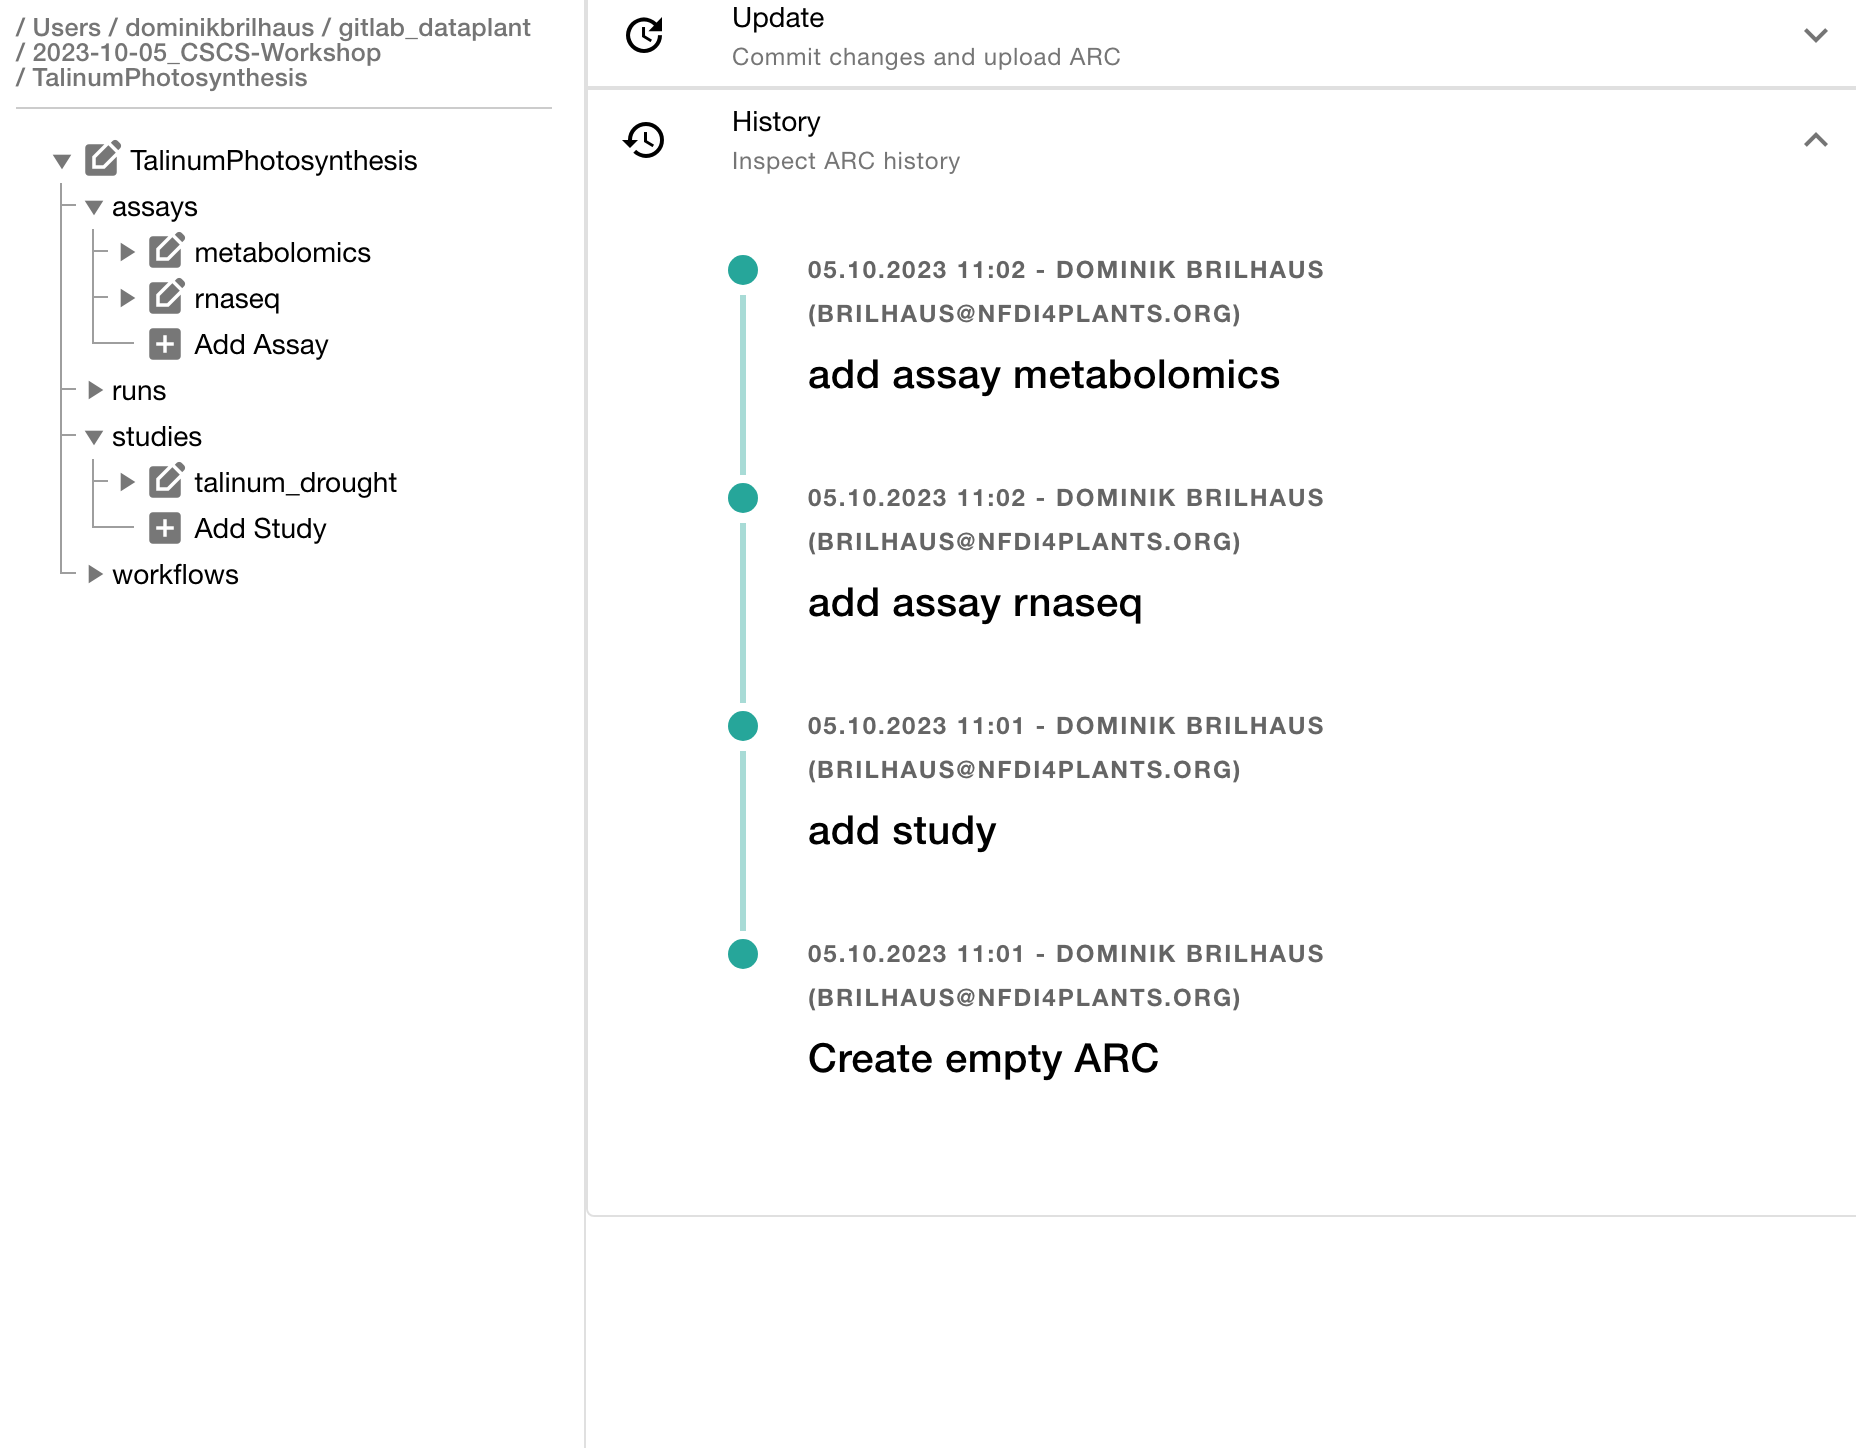 / Users / dominikbrilhaus / gitlab_dataplant
/ 2023-10-05_CSCS-Workshop
/ TalinumPhotosynthesis
TalinumPhotosynthesis
assays
metabolomics
rnaseq
Add Assay
runs
studies
talinum_drought
Add Study
workflows
Update
Commit changes and upload ARC
History
Inspect ARC history
05.10.2023 11:02 - DOMINIK BRILHAUS
(BRILHAUS@NFDI4PLANTS.ORG)
add assay metabolomics
05.10.2023 11:02 - DOMINIK BRILHAUS
(BRILHAUS@NFDI4PLANTS.ORG)
add assay rnaseq
05.10.2023 11:01 - DOMINIK BRILHAUS
(BRILHAUS@NFDI4PLANTS.ORG)
add study
05.10.2023 11:01 - DOMINIK BRILHAUS
(BRILHAUS@NFDI4PLANTS.ORG)
Create empty ARC